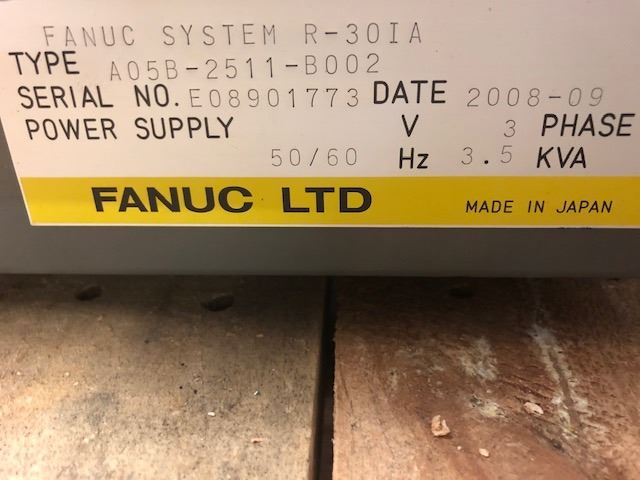 FANUC SYSTEM R-30IA
TYPE A05B-2511-B002
SERIAL NO. E08901773 DATE 2008-09
POWER SUPPLY V 3 PHASE
50/60 Hz 3.5 KVA
FANUC LTD MADE IN JAPAN